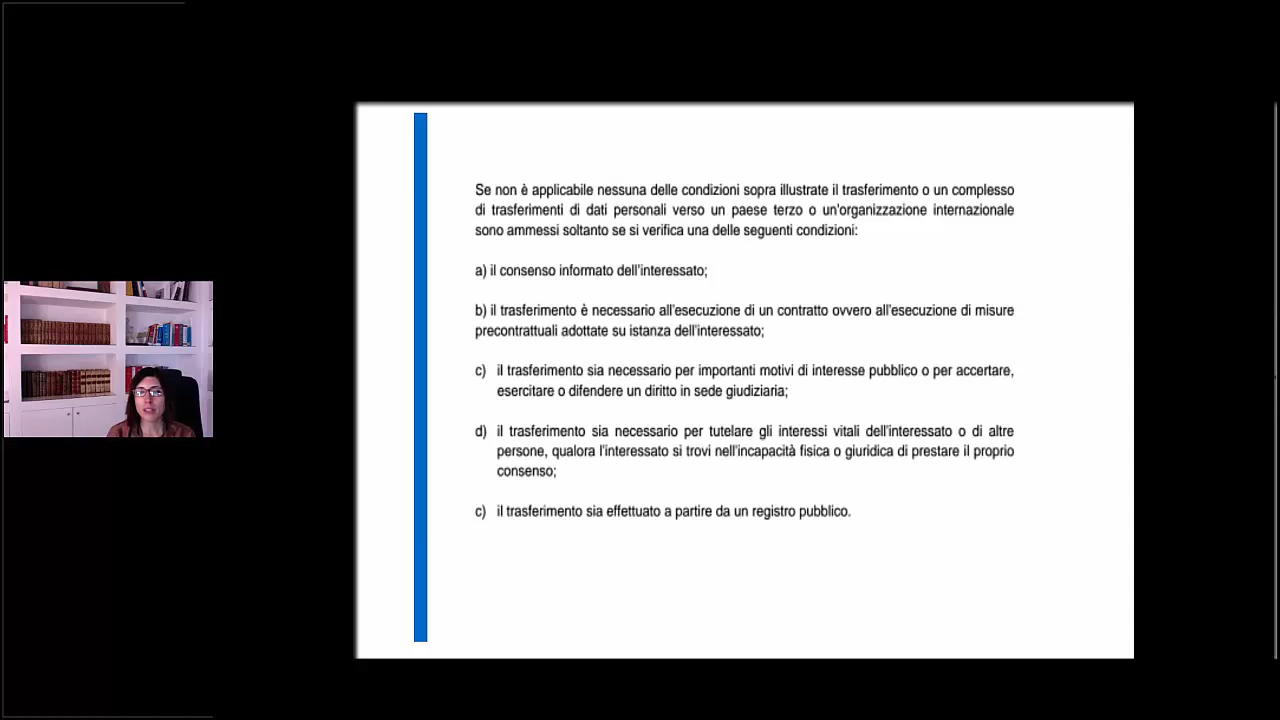 Se non è applicabile nessuna delle condizioni sopra illustrate il trasferimento o un complesso
di trasferimenti di dati personali verso un paese terzo o un'organizzazione internazionale
sono ammessi soltanto se si verifica una delle seguenti condizioni:
a) il consenso informato dell'interessato;
b) il trasferimento è necessario all'esecuzione di un contratto ovvero all'esecuzione di misure
precontrattuali adottate su istanza dell'interessato;
c) il trasferimento sia necessario per importanti motivi di interesse pubblico o per accertare,
esercitare o difendere un diritto in sede giudiziaria;
d) il trasferimento sia necessario per tutelare gli interessi vitali dell'interessato o di altre
persone, qualora l'interessato si trovi nell'incapacità fisica o giuridica di prestare il proprio
consenso;
c) il trasferimento sia effettuato a partire da un registro pubblico.